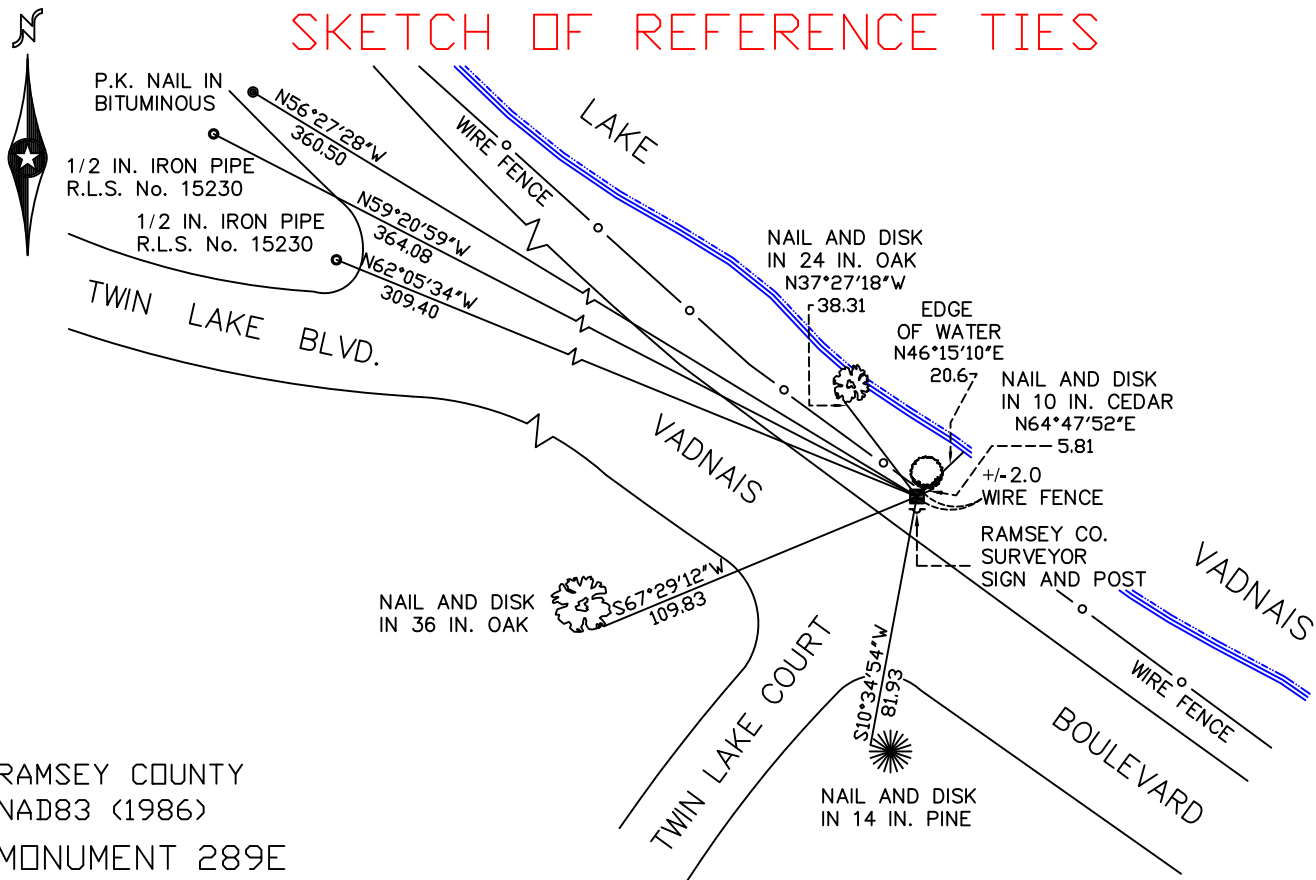 SKETCH OF REFERENCE TIES
N
P.K. NAIL IN
BITUMINOUS
N56°27'28"W
360.50
WIRE FENCE
LAKE
1/2 IN. IRON PIPE
R.L.S. No. 15230
N59°20'59"W
364.08
1/2 IN. IRON PIPE
R.L.S. No. 15230
N62°05'34"W
309.40
TWIN LAKE BLVD.
NAIL AND DISK
IN 24 IN. OAK
N37°27'18"W
38.31
EDGE
OF WATER
N46°15'10"E
20.6
NAIL AND DISK
IN 10 IN. CEDAR
N64°47'52"E
5.81
+/-2.0
WIRE FENCE
VADNAIS
RAMSEY CO.
SURVEYOR
SIGN AND POST
VADNAIS
NAIL AND DISK
IN 36 IN. OAK
S67°29'12"W
109.83
S10°34'54"W
81.93
TWIN LAKE COURT
WIRE FENCE
BOULEVARD
NAIL AND DISK
IN 14 IN. PINE
RAMSEY COUNTY
NAD83 (1986)
MONUMENT 289E